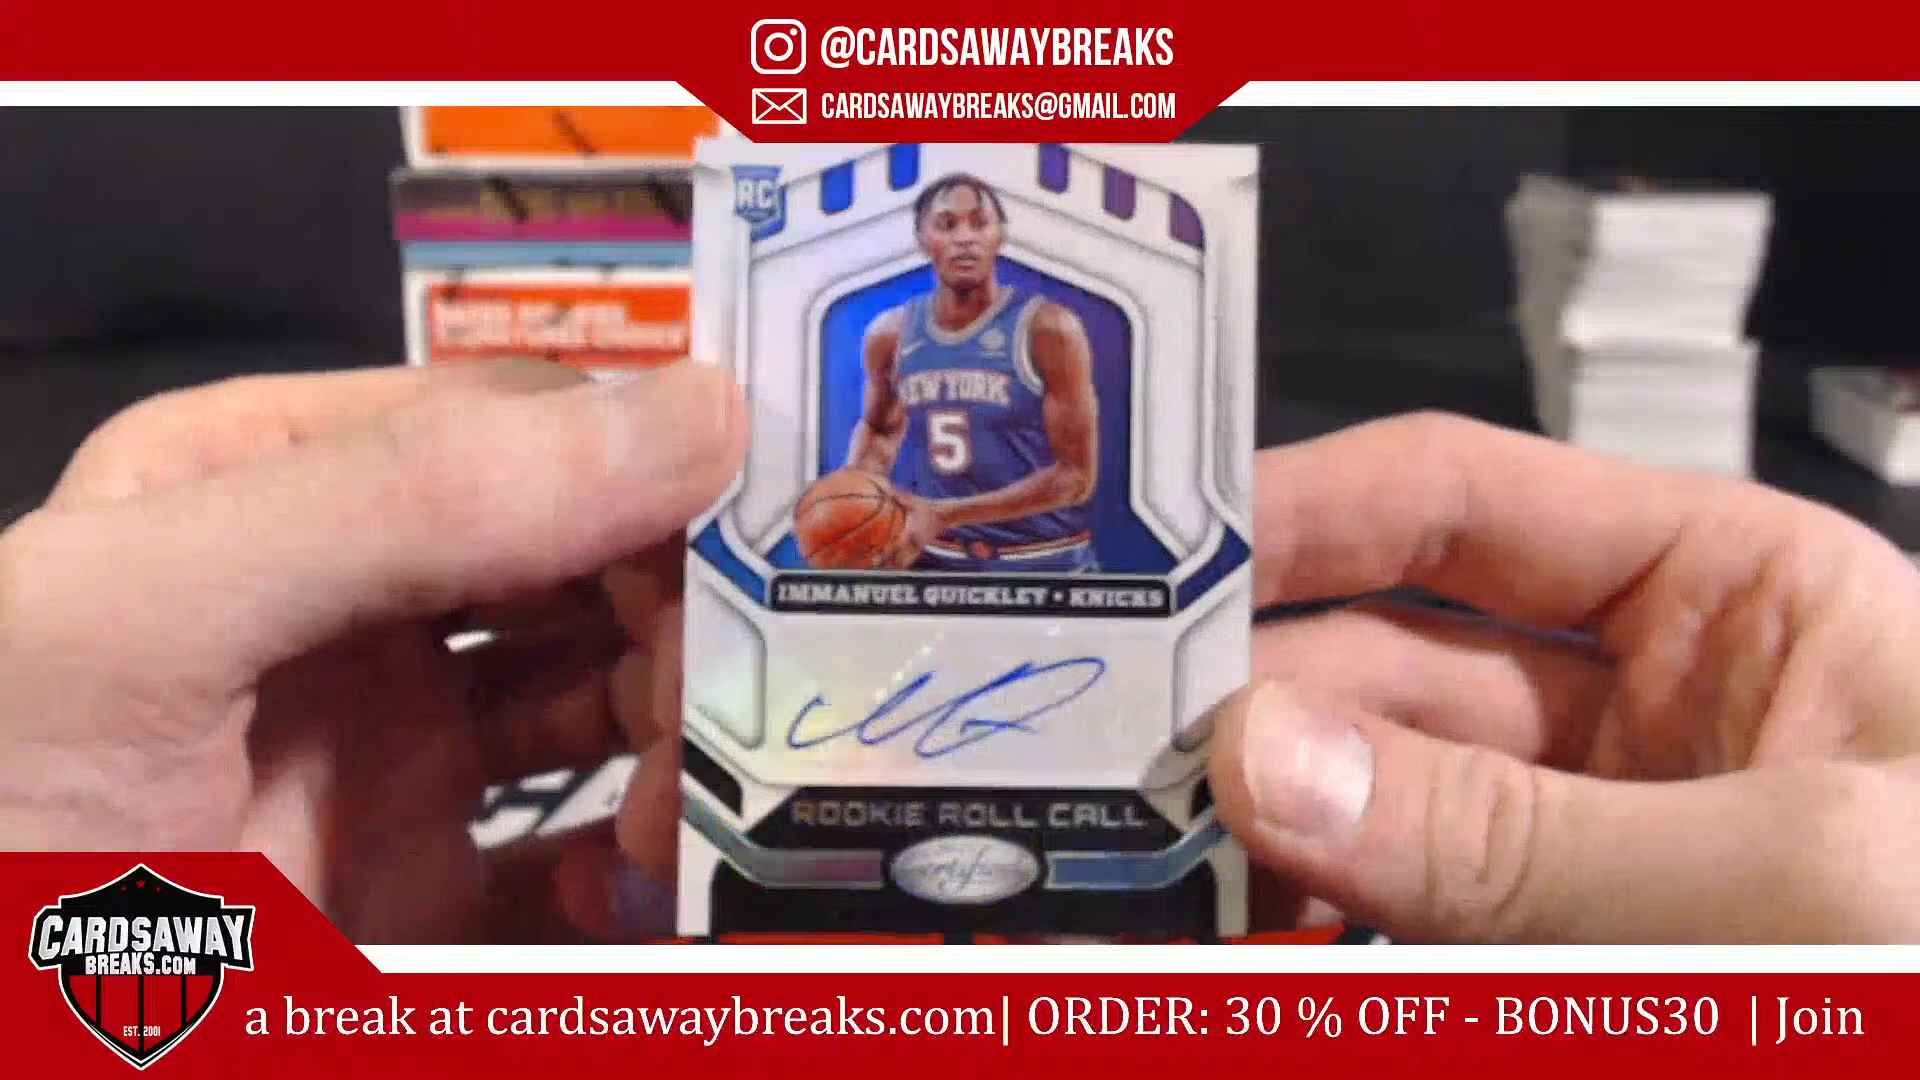 @CARDSAWAYBREAKS
CARDSAWAYBREAKS@GMAIL.COM
RC
NEW YORK
5
IMMANUEL QUICKLEY • KNICKS
ROOKIE ROLL CALL
CARDSAWAY
BREAKS.COM
EST. 2001
a break at cardsawaybreaks.com| ORDER: 30 % OFF - BONUS30 | Join